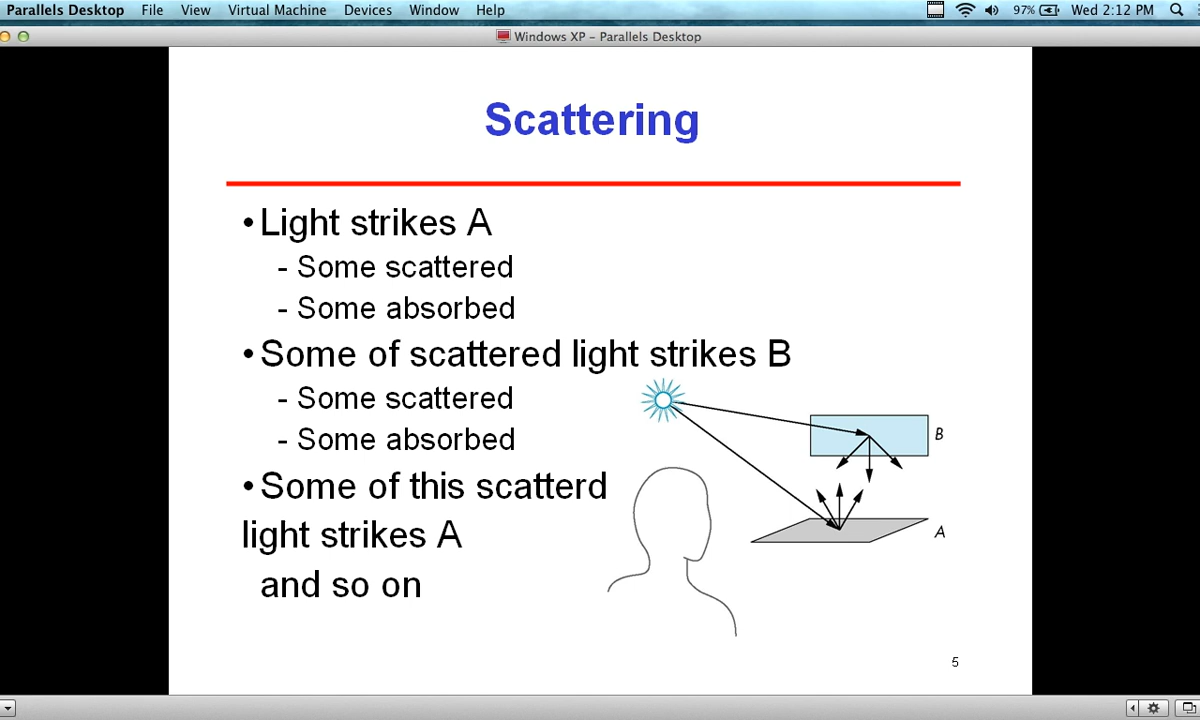 Parallels Desktop File View Virtual Machine Devices Window Help 97% Wed 2:12 PM
Windows XP - Parallels Desktop
Scattering
•Light strikes A
- Some scattered
- Some absorbed
•Some of scattered light strikes B
- Some scattered
- Some absorbed
•Some of this scatterd
light strikes A
and so on
B
A
5